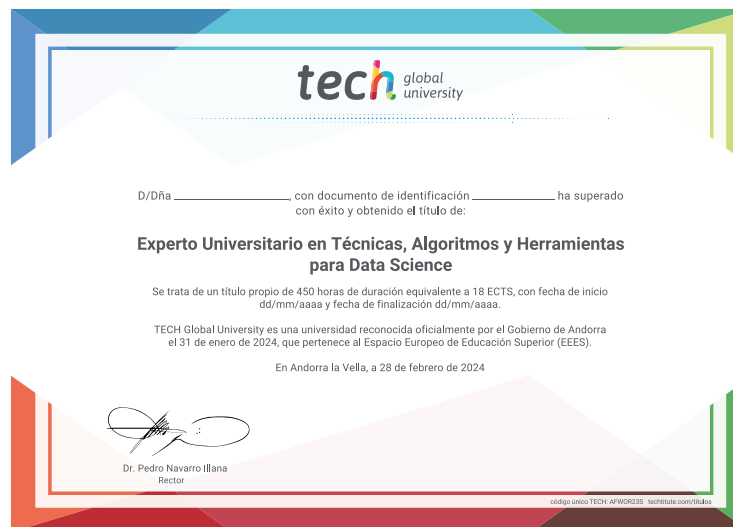 tech global
university
D/Dña ____________, con documento de identificación ____________ ha superado
con éxito y obtenido el título de:
Experto Universitario en Técnicas, Algoritmos y Herramientas
para Data Science
Se trata de un título propio de 450 horas de duración equivalente a 18 ECTS, con fecha de inicio
dd/mm/aaaa y fecha de finalización dd/mm/aaaa.
TECH Global University es una universidad reconocida oficialmente por el Gobierno de Andorra
el 31 de enero de 2024, que pertenece al Espacio Europeo de Educación Superior (EEES).
En Andorra la Vella, a 28 de febrero de 2024
Dr. Pedro Navarro Illana
Rector
código único TECH: AFWOR23S techtitute.com/titulos